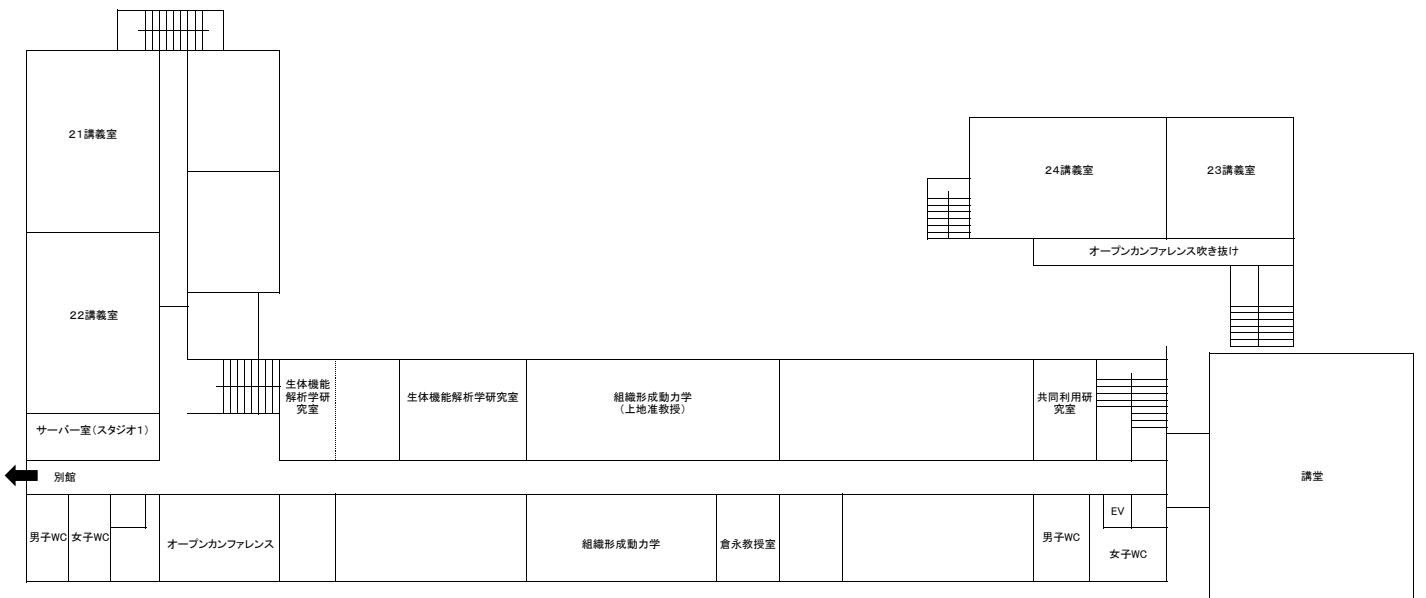 21講義室
24講義室
23講義室
オープンカンファレンス吹き抜け
22講義室
生体機能
解析学研
究室
生体機能解析学研究室
組織形成動力学
（上地准教授）
共同利用研
究室
サーバー室（スタジオ1）
別館
講堂
男子WC
女子WC
オープンカンファレンス
組織形成動力学
倉永教授室
男子WC
EV
女子WC